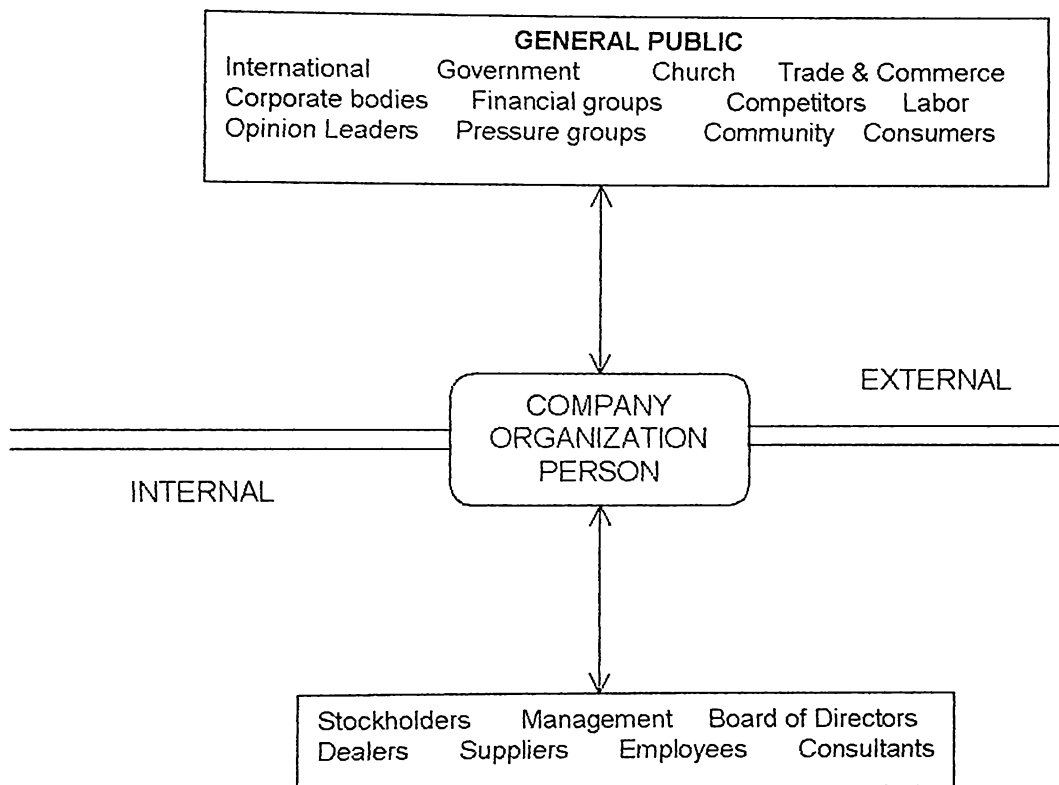 GENERAL PUBLIC
International Government Church Trade & Commerce
Corporate bodies Financial groups Competitors Labor
Opinion Leaders Pressure groups Community Consumers
EXTERNAL
COMPANY
ORGANIZATION
PERSON
INTERNAL
Stockholders Management Board of Directors
Dealers Suppliers Employees Consultants